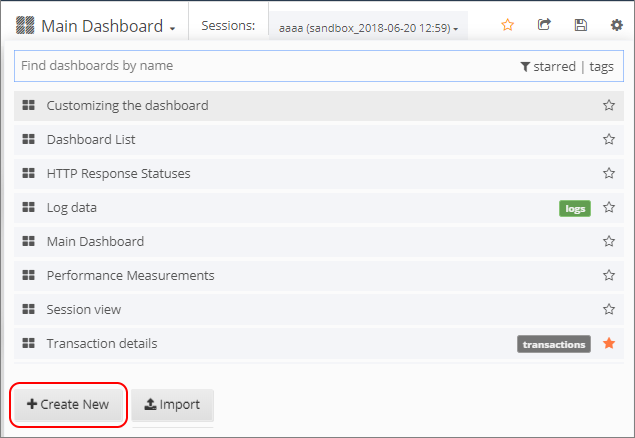 Main Dashboard Sessions: aaaa (sandbox_2018-06-20 12:59)
Find dashboards by name starred | tags
Customizing the dashboard
Dashboard List
HTTP Response Statuses
Log data logs
Main Dashboard
Performance Measurements
Session view
Transaction details transactions
Create New Import